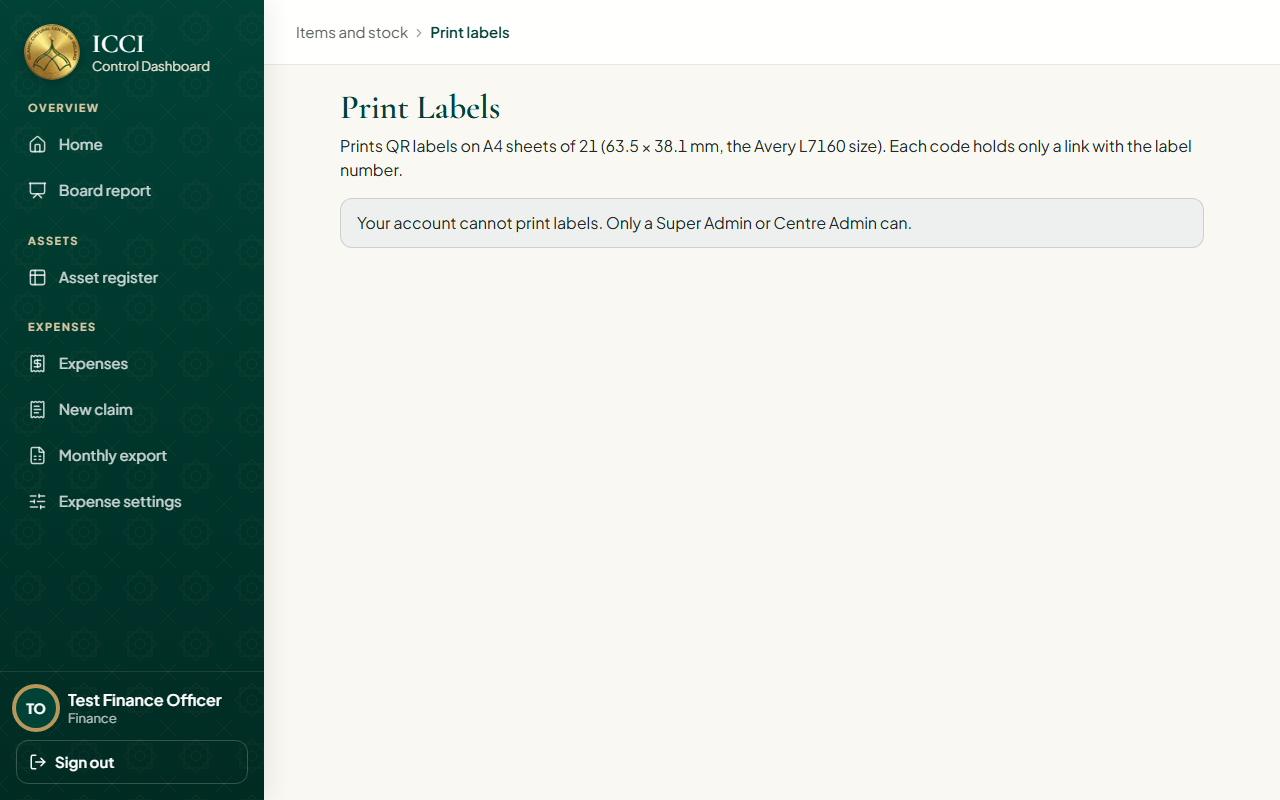 ICCI
Control Dashboard
OVERVIEW
Home
Board report
ASSETS
Asset register
EXPENSES
Expenses
New claim
Monthly export
Expense settings
TO
Test Finance Officer
Finance
Sign out
Items and stock › Print labels
Print Labels
Prints QR labels on A4 sheets of 21 (63.5 × 38.1 mm, the Avery L7160 size). Each code holds only a link with the label
number.
Your account cannot print labels. Only a Super Admin or Centre Admin can.